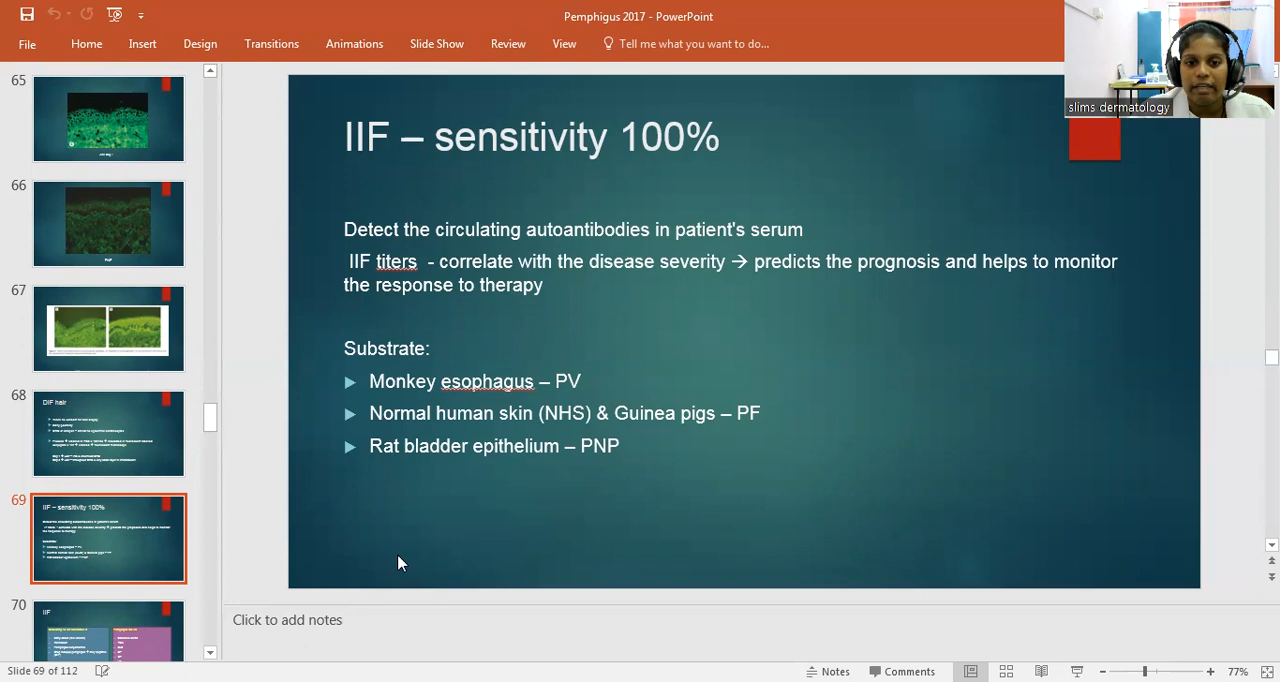 Pemphigus 2017 - PowerPoint
File Home Insert Design Transitions Animations Slide Show Review View Tell me what you want to do...
slims dermatology
65
66
PNP
67
68
DIF hair
69
IIF – sensitivity 100%
70
IIF
IIF – sensitivity 100%
Detect the circulating autoantibodies in patient's serum
IIF titers - correlate with the disease severity → predicts the prognosis and helps to monitor
the response to therapy
Substrate:
Monkey esophagus – PV
Normal human skin (NHS) & Guinea pigs – PF
Rat bladder epithelium – PNP
Click to add notes
Slide 69 of 112 Notes Comments 77%